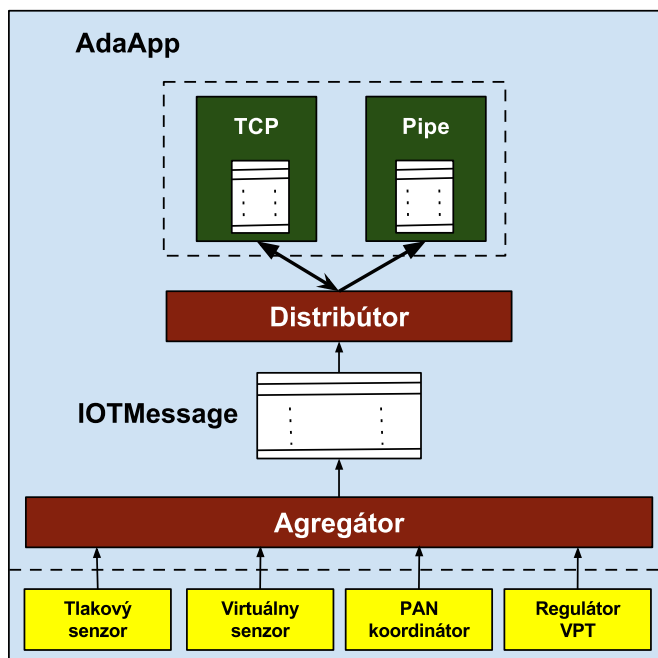 AdaApp
TCP
Pipe
Distribútor
IOTMessage
Agregátor
Tlakový
senzor
Virtuálny
senzor
PAN
koordinátor
Regulátor
VPT